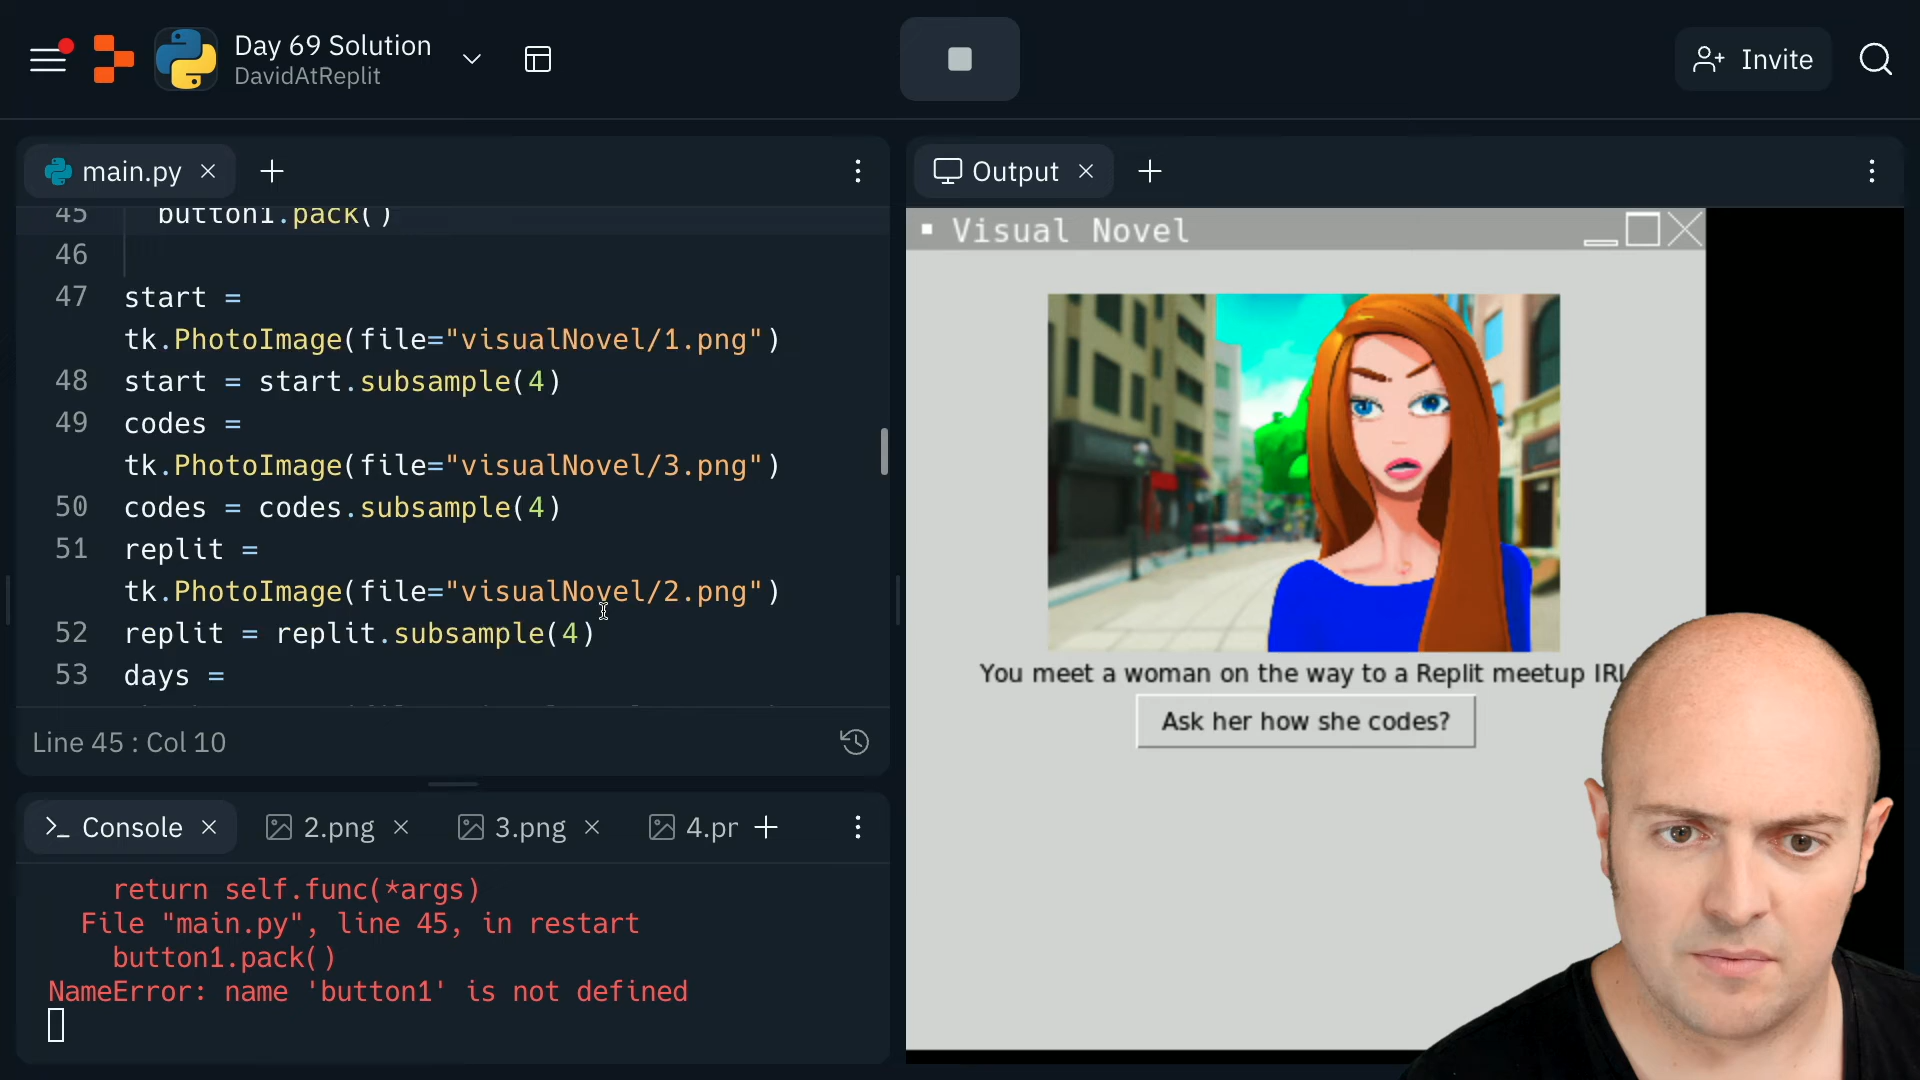 Day 69 Solution
DavidAtReplit
Invite
main.py
45 button1.pack()
46
47 start =
tk.PhotoImage(file="visualNovel/1.png")
48 start = start.subsample(4)
49 codes =
tk.PhotoImage(file="visualNovel/3.png")
50 codes = codes.subsample(4)
51 replit =
tk.PhotoImage(file="visualNovel/2.png")
52 replit = replit.subsample(4)
53 days =
Line 45 : Col 10
Console
2.png
3.png
4.pr
return self.func(*args)
File "main.py", line 45, in restart
button1.pack()
NameError: name 'button1' is not defined
Output
Visual Novel
You meet a woman on the way to a Replit meetup IRL
Ask her how she codes?